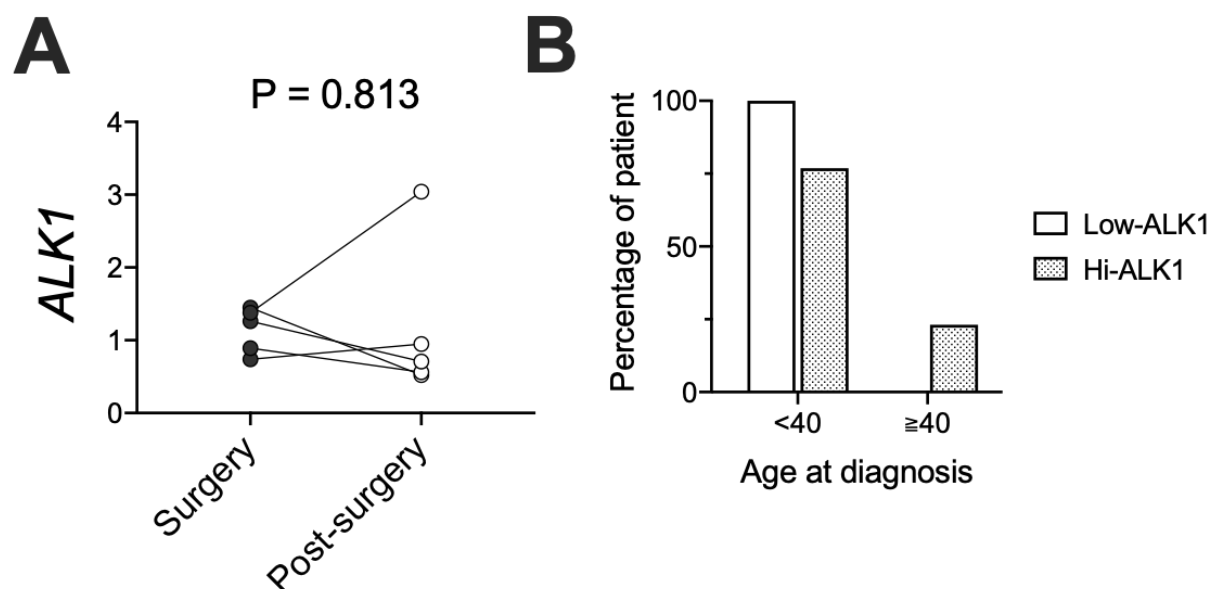 A
P = 0.813
ALK1
4
3
2
1
0
Surgery
Post-surgery
B
Percentage of patient
100
50
0
<40
≧40
Age at diagnosis
Low-ALK1
Hi-ALK1